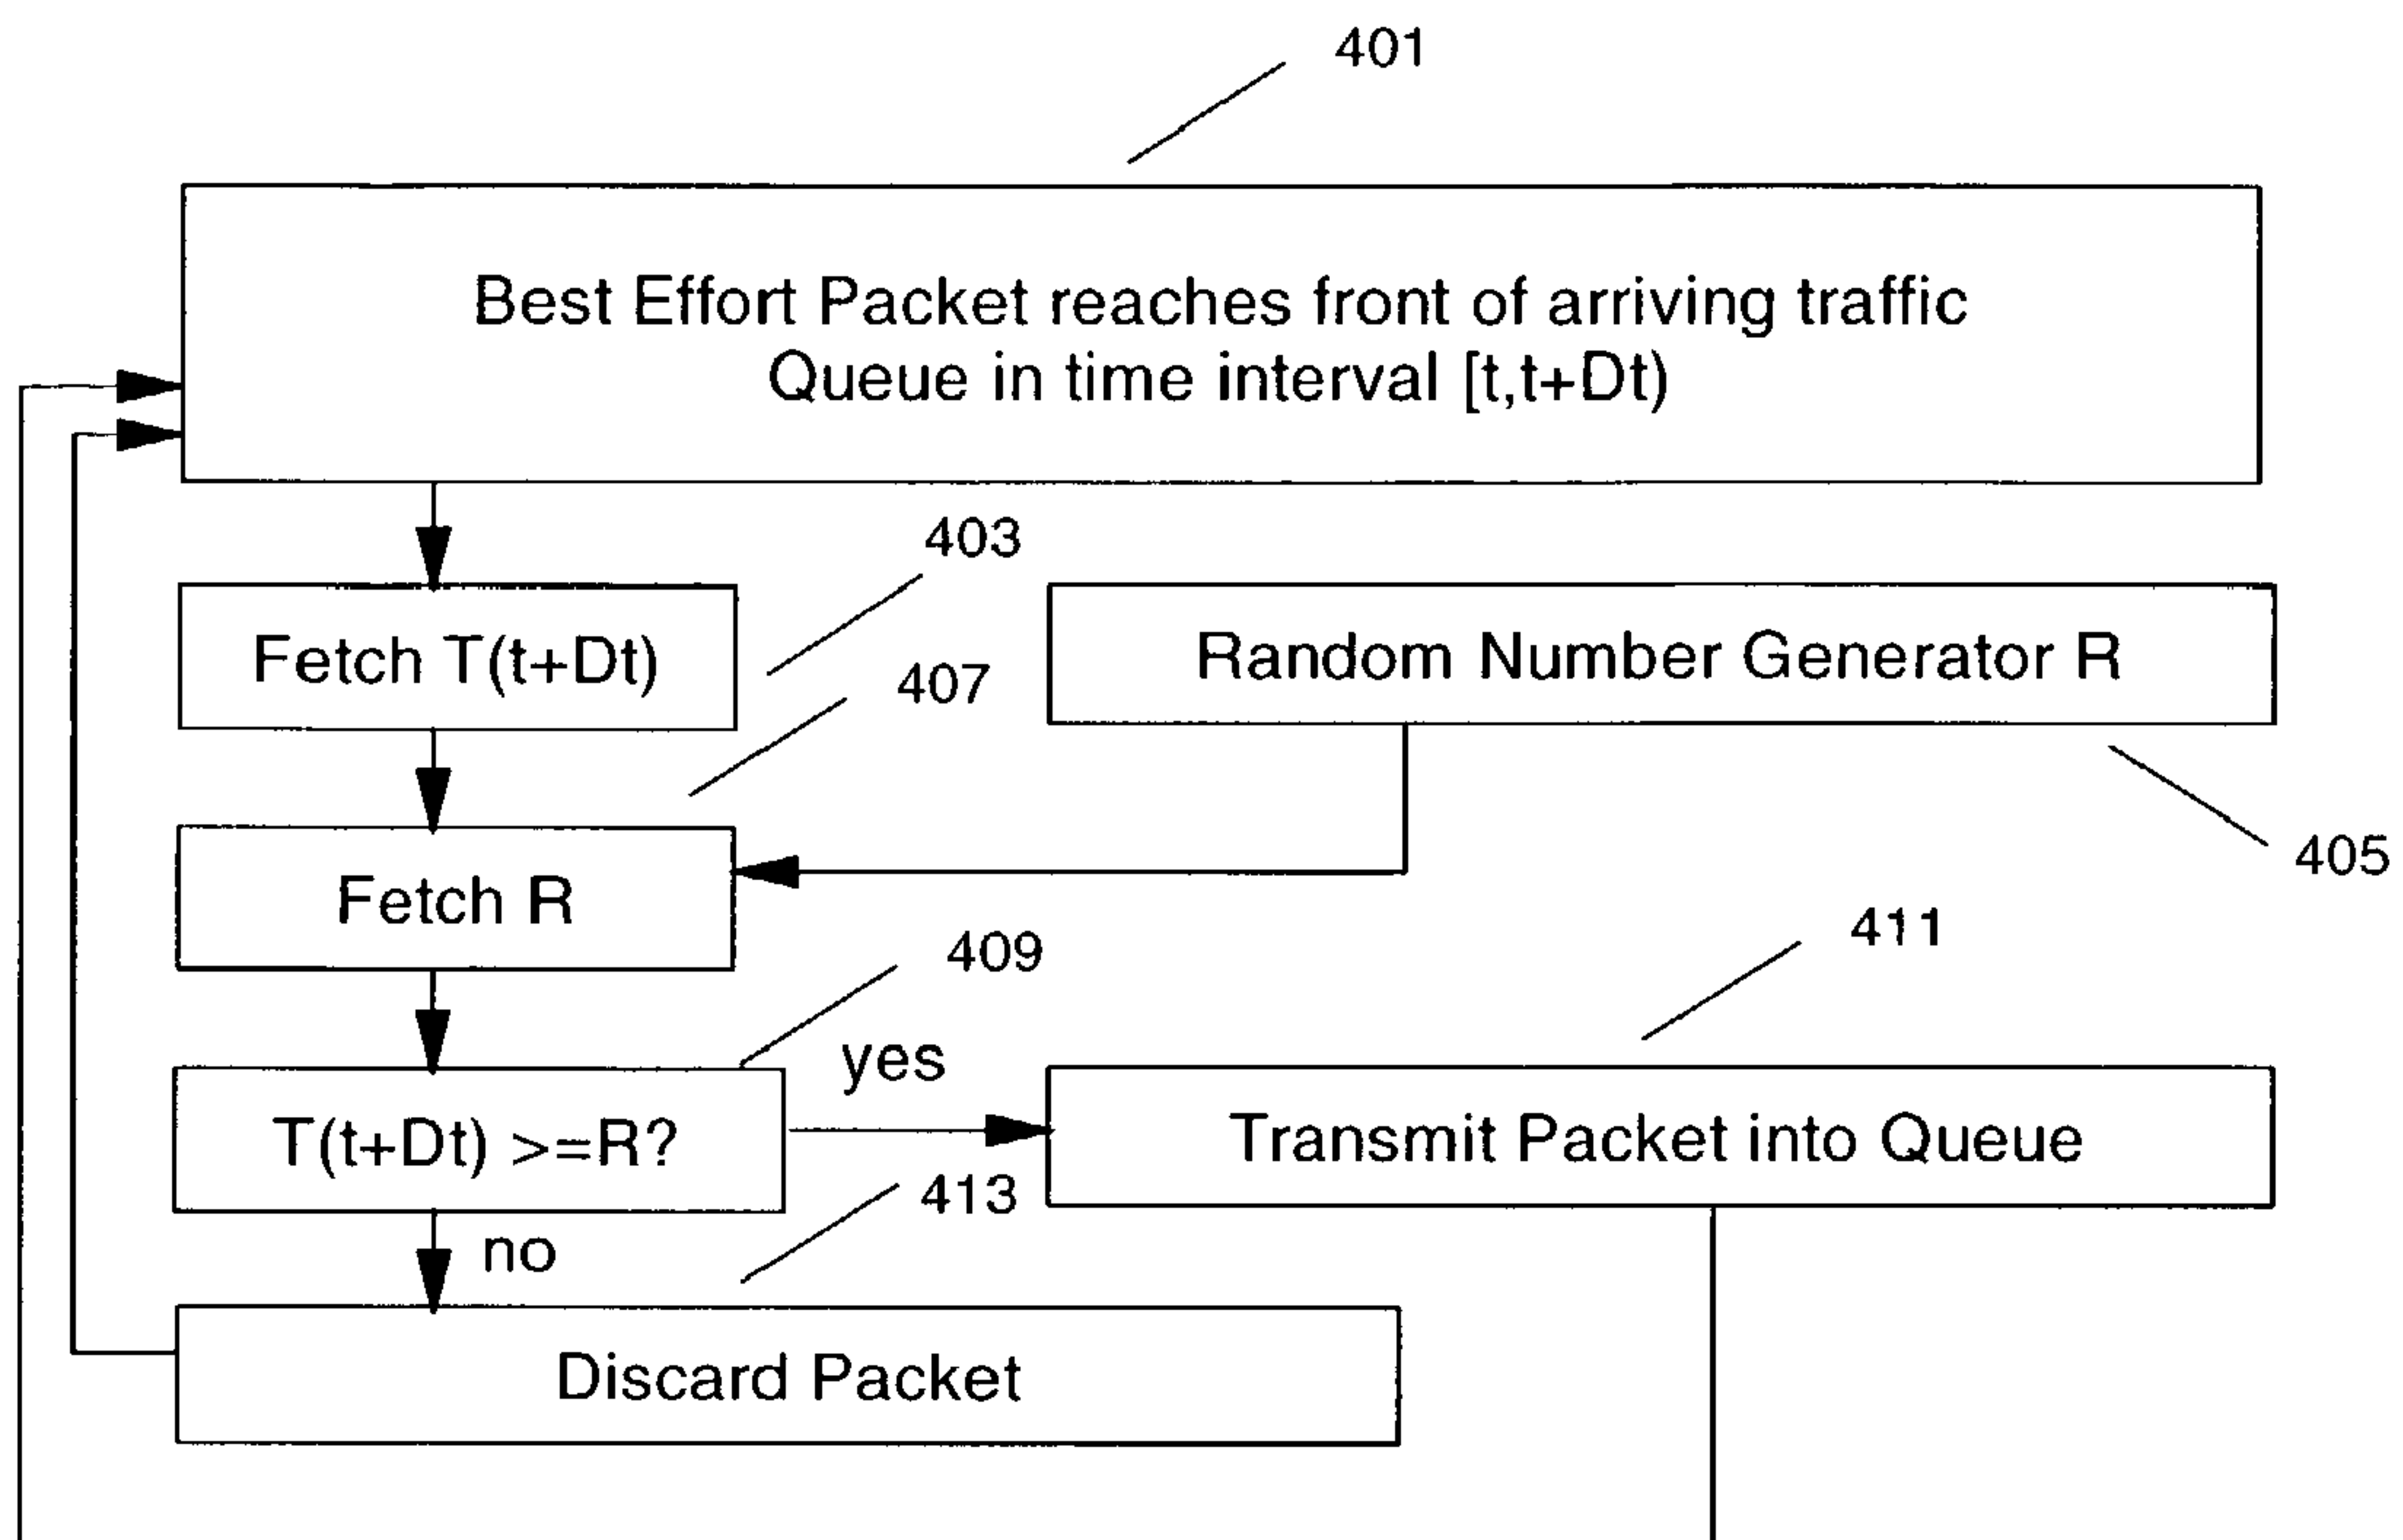 401
Best Effort Packet reaches front of arriving traffic
Queue in time interval [t,t+Dt)
403
Fetch T(t+Dt)
Random Number Generator R
407
405
Fetch R
409
411
yes
T(t+Dt) >=R?
Transmit Packet into Queue
413
no
Discard Packet